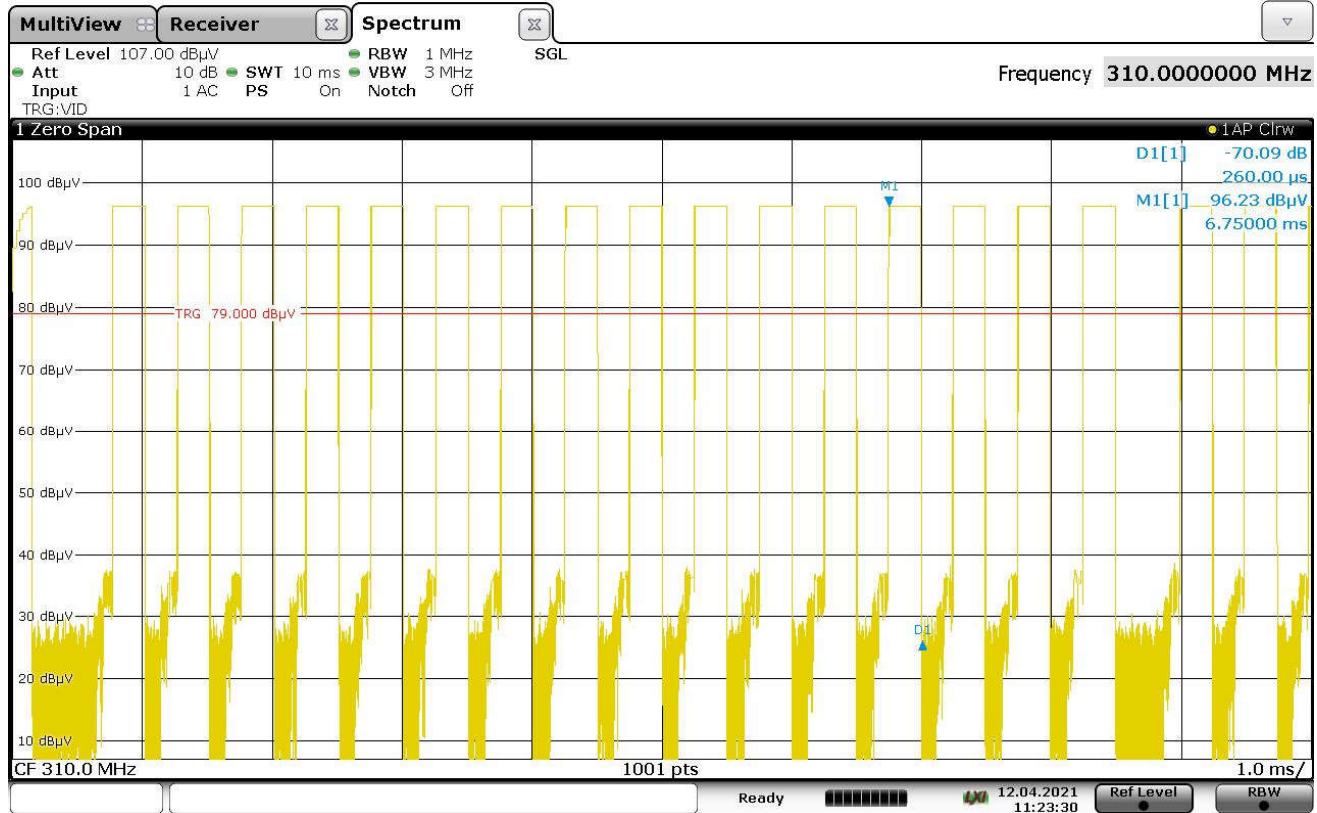 MultiView Receiver Spectrum
Ref Level 107.00 dBµV RBW 1 MHz SGL
Att 10 dB SWT 10 ms VBW 3 MHz
Input 1 AC PS On Notch Off
Frequency 310.0000000 MHz
TRG:VID
1 Zero Span 1AP Clrw
D1[1] -70.09 dB
260.00 µs
M1[1] 96.23 dBµV
6.75000 ms
100 dBµV
M1
90 dBµV
80 dBµV
TRG 79.000 dBµV
70 dBµV
60 dBµV
50 dBµV
40 dBµV
30 dBµV
D1
20 dBµV
10 dBµV
CF 310.0 MHz 1001 pts 1.0 ms/
Ready LXI 12.04.2021 Ref Level RBW
11:23:30